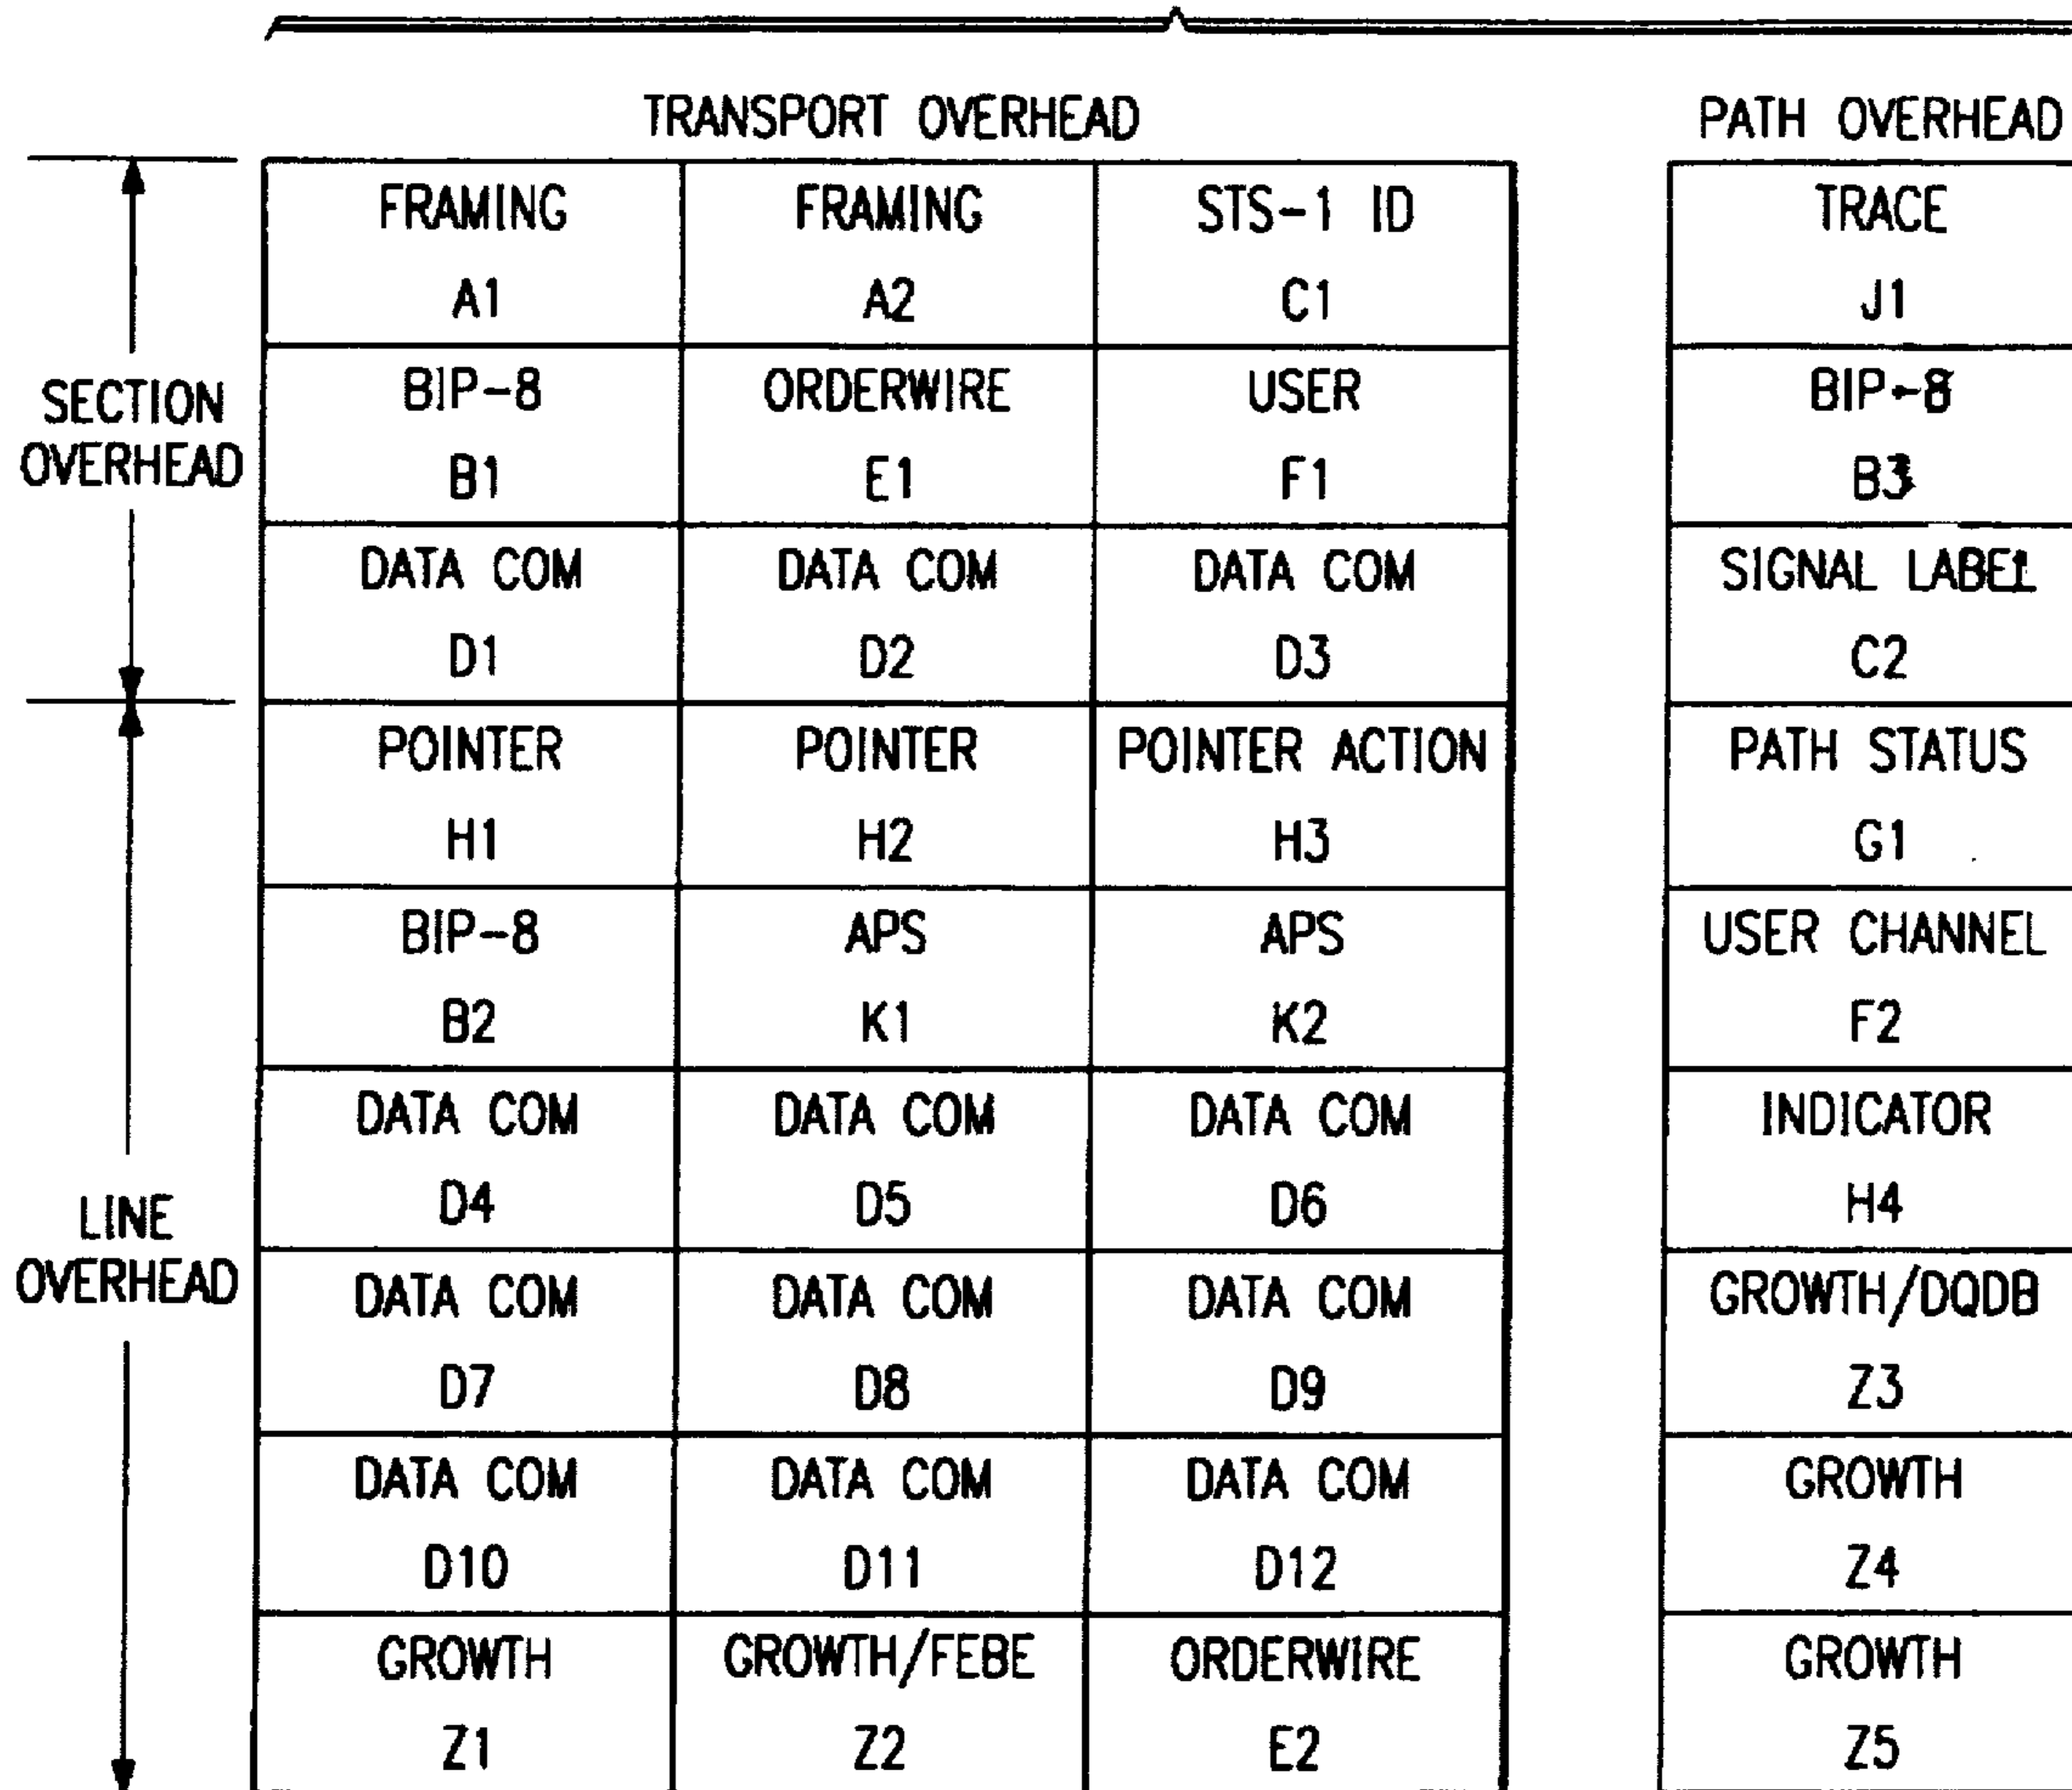 TRANSPORT OVERHEAD PATH OVERHEAD
FRAMING FRAMING STS-1 ID TRACE
A1 A2 C1 J1
SECTION
OVERHEAD
BIP-8 ORDERWIRE USER BIP-8
B1 E1 F1 B3
DATA COM DATA COM DATA COM SIGNAL LABEL
D1 D2 D3 C2
POINTER POINTER POINTER ACTION PATH STATUS
H1 H2 H3 G1
BIP-8 APS APS USER CHANNEL
B2 K1 K2 F2
DATA COM DATA COM DATA COM INDICATOR
D4 D5 D6 H4
LINE
OVERHEAD
DATA COM DATA COM DATA COM GROWTH/DQDB
D7 D8 D9 Z3
DATA COM DATA COM DATA COM GROWTH
D10 D11 D12 Z4
GROWTH GROWTH/FEBE ORDERWIRE GROWTH
Z1 Z2 E2 Z5